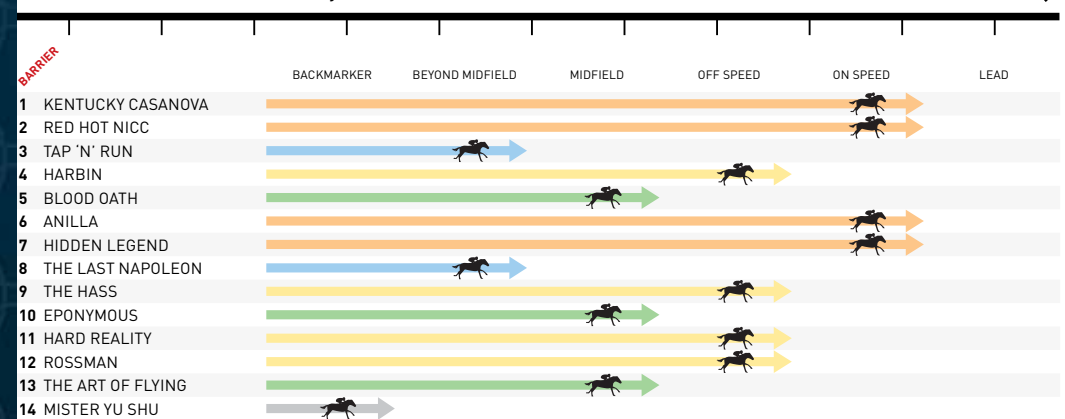 BARRIER
BACKMARKER BEYOND MIDFIELD MIDFIELD OFF SPEED ON SPEED LEAD
1 KENTUCKY CASANOVA
2 RED HOT NICC
3 TAP ‘N’ RUN
4 HARBIN
5 BLOOD OATH
6 ANILLA
7 HIDDEN LEGEND
8 THE LAST NAPOLEON
9 THE HASS
10 EPONYMOUS
11 HARD REALITY
12 ROSSMAN
13 THE ART OF FLYING
14 MISTER YU SHU